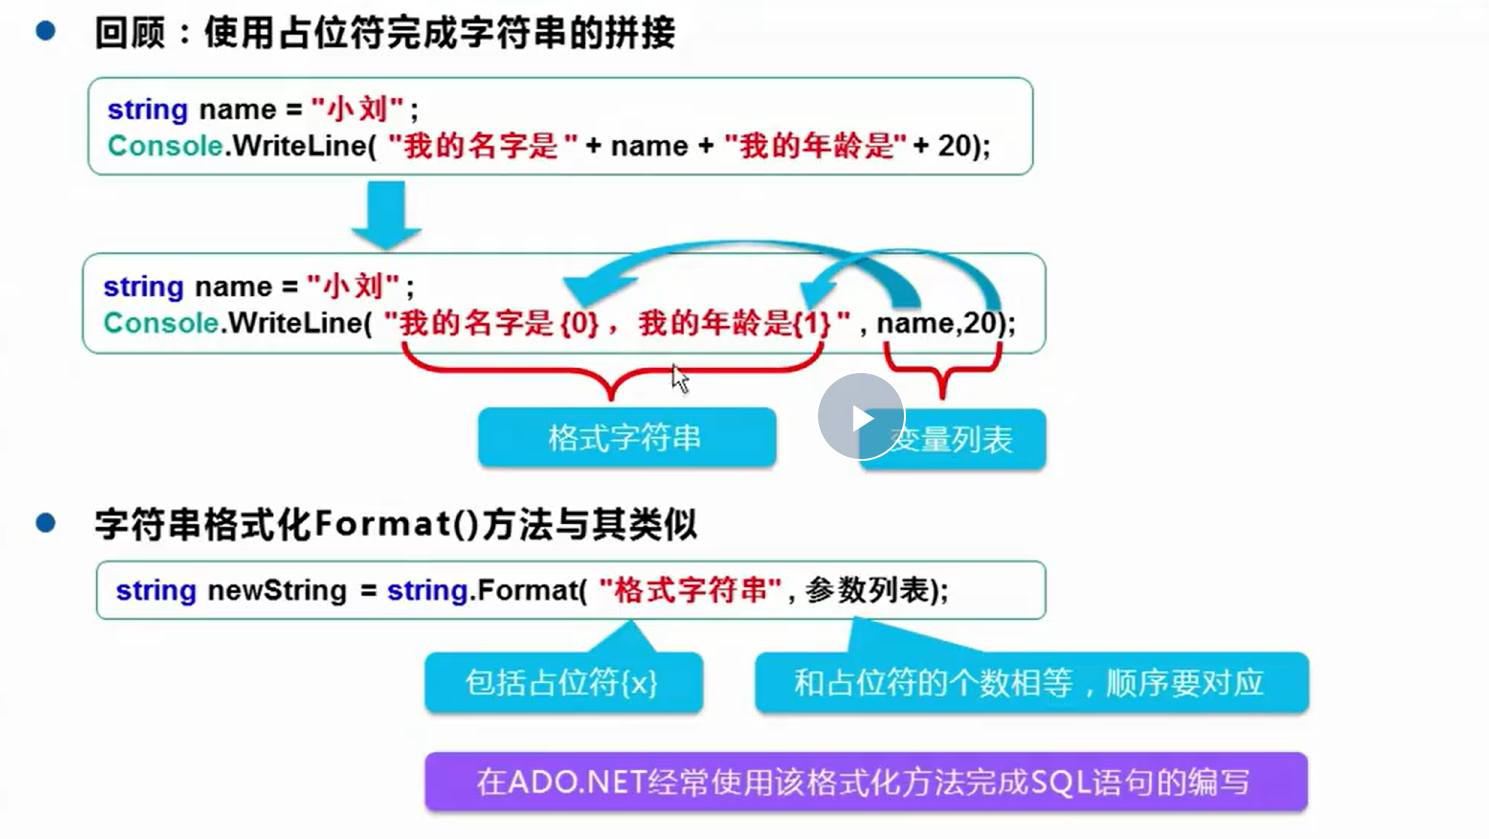 回顾：使用占位符完成字符串的拼接
string name = "小刘" ;
Console.WriteLine( "我的名字是 " + name + "我的年龄是" + 20);
string name = "小刘" ;
Console.WriteLine( "我的名字是 {0} ，我的年龄是{1} " , name,20);
格式字符串
变量列表
字符串格式化Format()方法与其类似
string newString = string.Format( "格式字符串" , 参数列表);
包括占位符{x}
和占位符的个数相等，顺序要对应
在ADO.NET经常使用该格式化方法完成SQL语句的编写